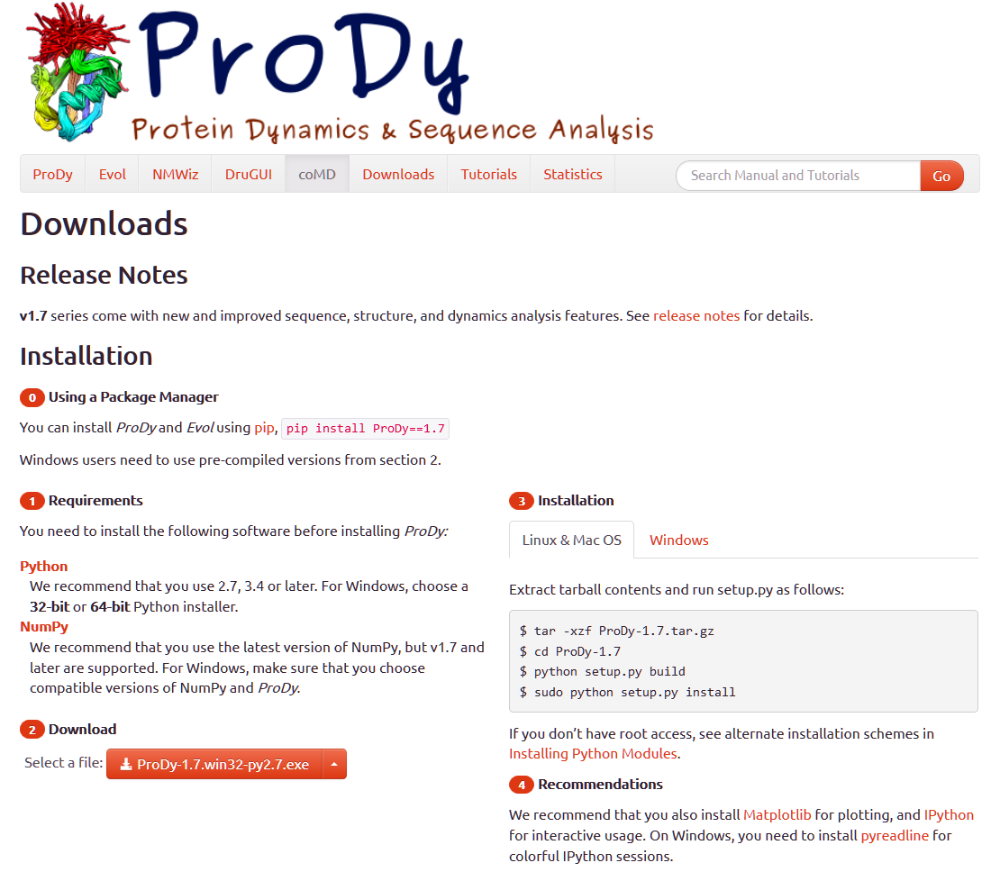 ProDy
Protein Dynamics & Sequence Analysis
ProDy Evol NMWiz DruGUI coMD Downloads Tutorials Statistics Search Manual and Tutorials Go
Downloads
Release Notes
v1.7 series come with new and improved sequence, structure, and dynamics analysis features. See release notes for details.
Installation
0 Using a Package Manager
You can install ProDy and Evol using pip, pip install ProDy==1.7
Windows users need to use pre-compiled versions from section 2.
1 Requirements
You need to install the following software before installing ProDy:
Python
We recommend that you use 2.7, 3.4 or later. For Windows, choose a
32-bit or 64-bit Python installer.
NumPy
We recommend that you use the latest version of NumPy, but v1.7 and
later are supported. For Windows, make sure that you choose
compatible versions of NumPy and ProDy.
2 Download
Select a file: ProDy-1.7.win32-py2.7.exe
3 Installation
Linux & Mac OS Windows
Extract tarball contents and run setup.py as follows:
$ tar -xzf ProDy-1.7.tar.gz
$ cd ProDy-1.7
$ python setup.py build
$ sudo python setup.py install
If you don’t have root access, see alternate installation schemes in
Installing Python Modules.
4 Recommendations
We recommend that you also install Matplotlib for plotting, and IPython
for interactive usage. On Windows, you need to install pyreadline for
colorful IPython sessions.